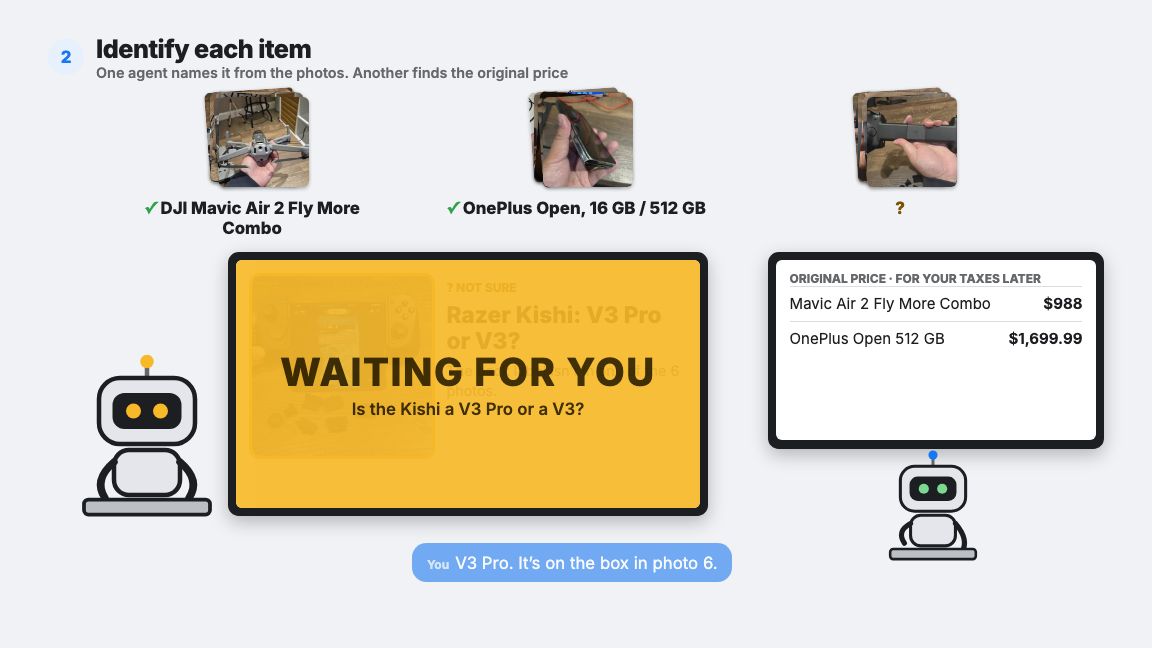 2
Identify each item
One agent names it from the photos. Another finds the original price
✓ DJI Mavic Air 2 Fly More
Combo
✓ OnePlus Open, 16 GB / 512 GB
?
? NOT SURE
Razer Kishi: V3 Pro
or V3?
of the 6
photos.
WAITING FOR YOU
Is the Kishi a V3 Pro or a V3?
ORIGINAL PRICE · FOR YOUR TAXES LATER
Mavic Air 2 Fly More Combo $988
OnePlus Open 512 GB $1,699.99
You V3 Pro. It’s on the box in photo 6.